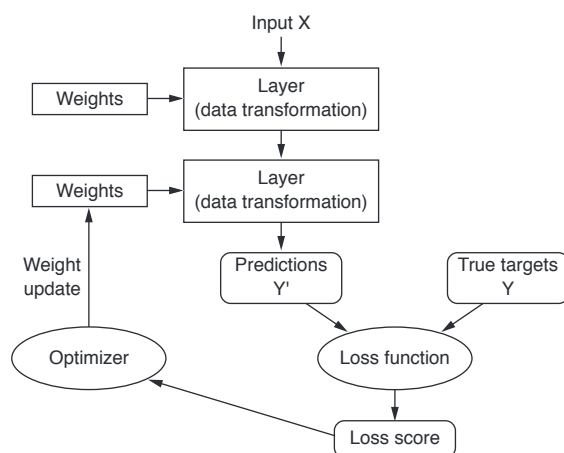 Input X
Layer
(data transformation)
Weights
Layer
(data transformation)
Weights
Weight
update
Predictions
Y'
True targets
Y
Optimizer
Loss function
Loss score